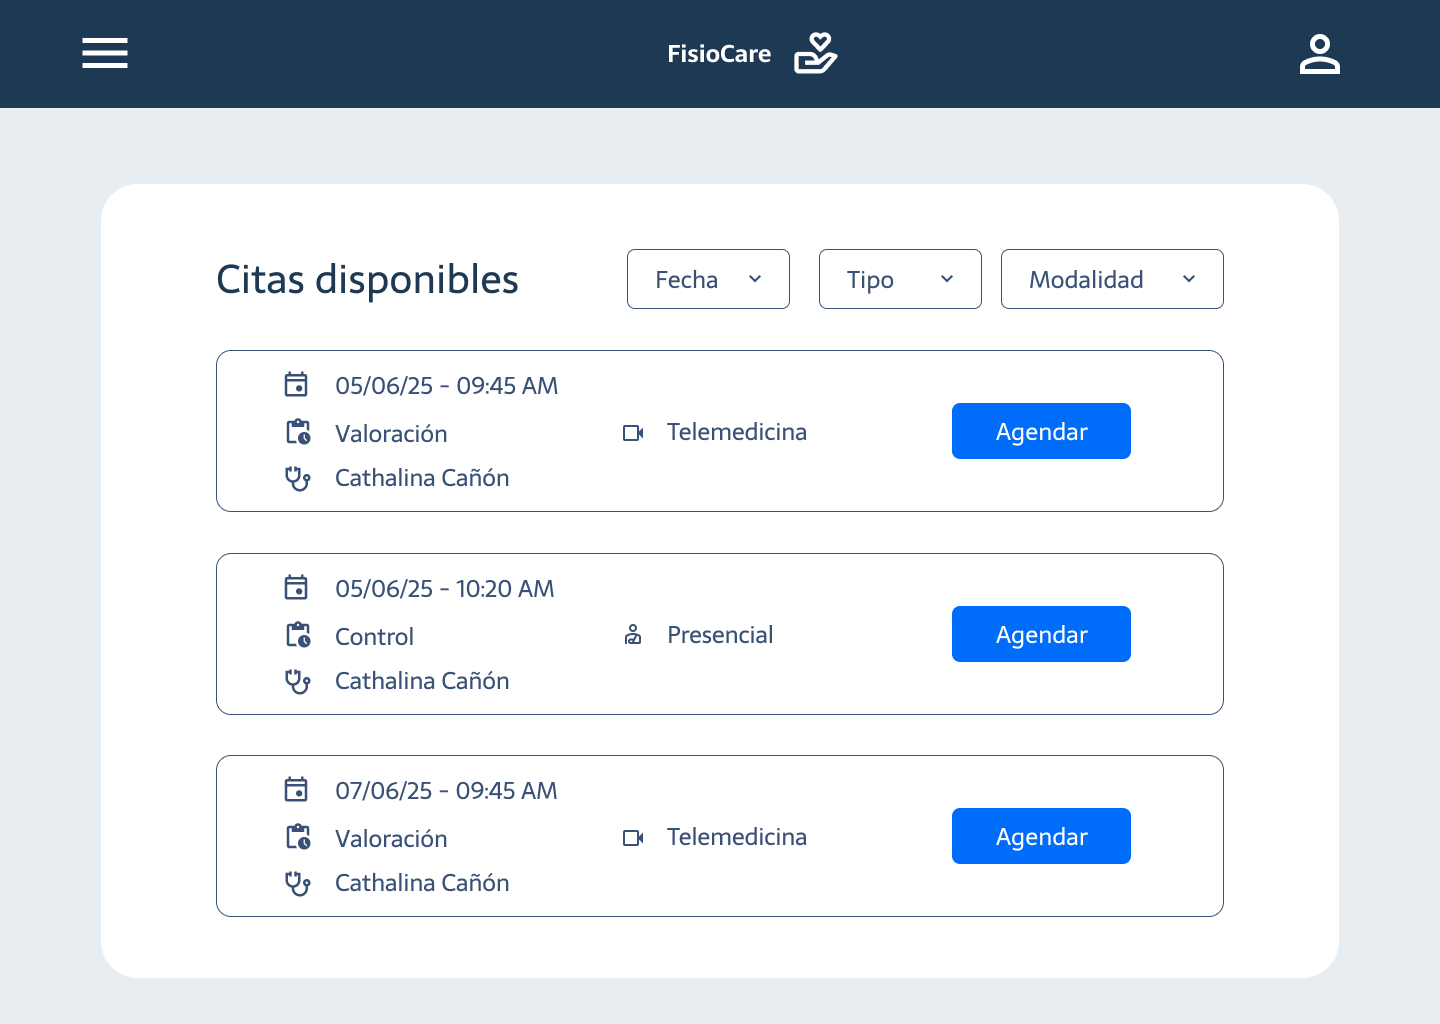 FisioCare
Citas disponibles
Fecha
Tipo
Modalidad
05/06/25 - 09:45 AM
Valoración
Cathalina Cañón
Telemedicina
Agendar
05/06/25 - 10:20 AM
Control
Cathalina Cañón
Presencial
Agendar
07/06/25 - 09:45 AM
Valoración
Cathalina Cañón
Telemedicina
Agendar